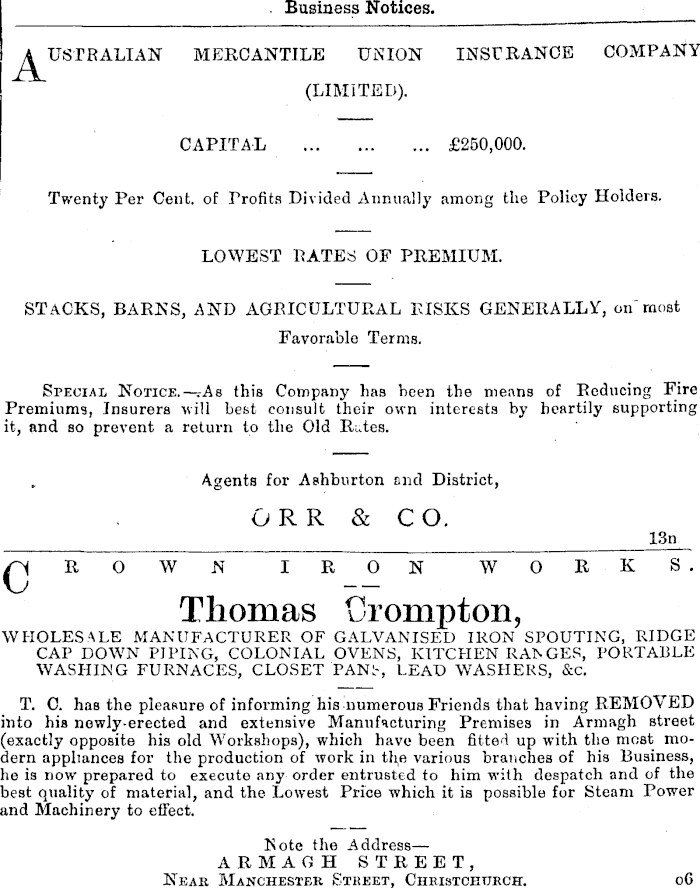 Business Notices.
AUSTRALIAN MERCANTILE UNION INSURANCE COMPANY
(LIMITED).
CAPITAL ... ... ... £250,000.
Twenty Per Cent. of Profits Divided Annually among the Policy Holders.
LOWEST RATES OF PREMIUM.
STACKS, BARNS, AND AGRICULTURAL RISKS GENERALLY, on most
Favorable Terms.
SPECIAL NOTICE.—As this Company has been the means of Reducing Fire
Premiums, Insurers will best consult their own interests by heartily supporting
it, and so prevent a return to the Old Rates.
Agents for Ashburton and District,
ORR & CO.
13n
CROWN IRON WORKS.
Thomas Crompton,
WHOLESALE MANUFACTURER OF GALVANISED IRON SPOUTING, RIDGE
CAP DOWN PIPING, COLONIAL OVENS, KITCHEN RANGES, PORTABLE
WASHING FURNACES, CLOSET PANS, LEAD WASHERS, &c.
T. C. has the pleasure of informing his numerous Friends that having REMOVED
into his newly-erected and extensive Manufacturing Premises in Armagh street
(exactly opposite his old Workshops), which have been fitted up with the most mo-
dern appliances for the production of work in the various branches of his Business,
he is now prepared to execute any order entrusted to him with despatch and of the
best quality of material, and the Lowest Price which it is possible for Steam Power
and Machinery to effect.
Note the Address—
ARMAGH STREET,
NEAR MANCHESTER STREET, CHRISTCHURCH.
o6